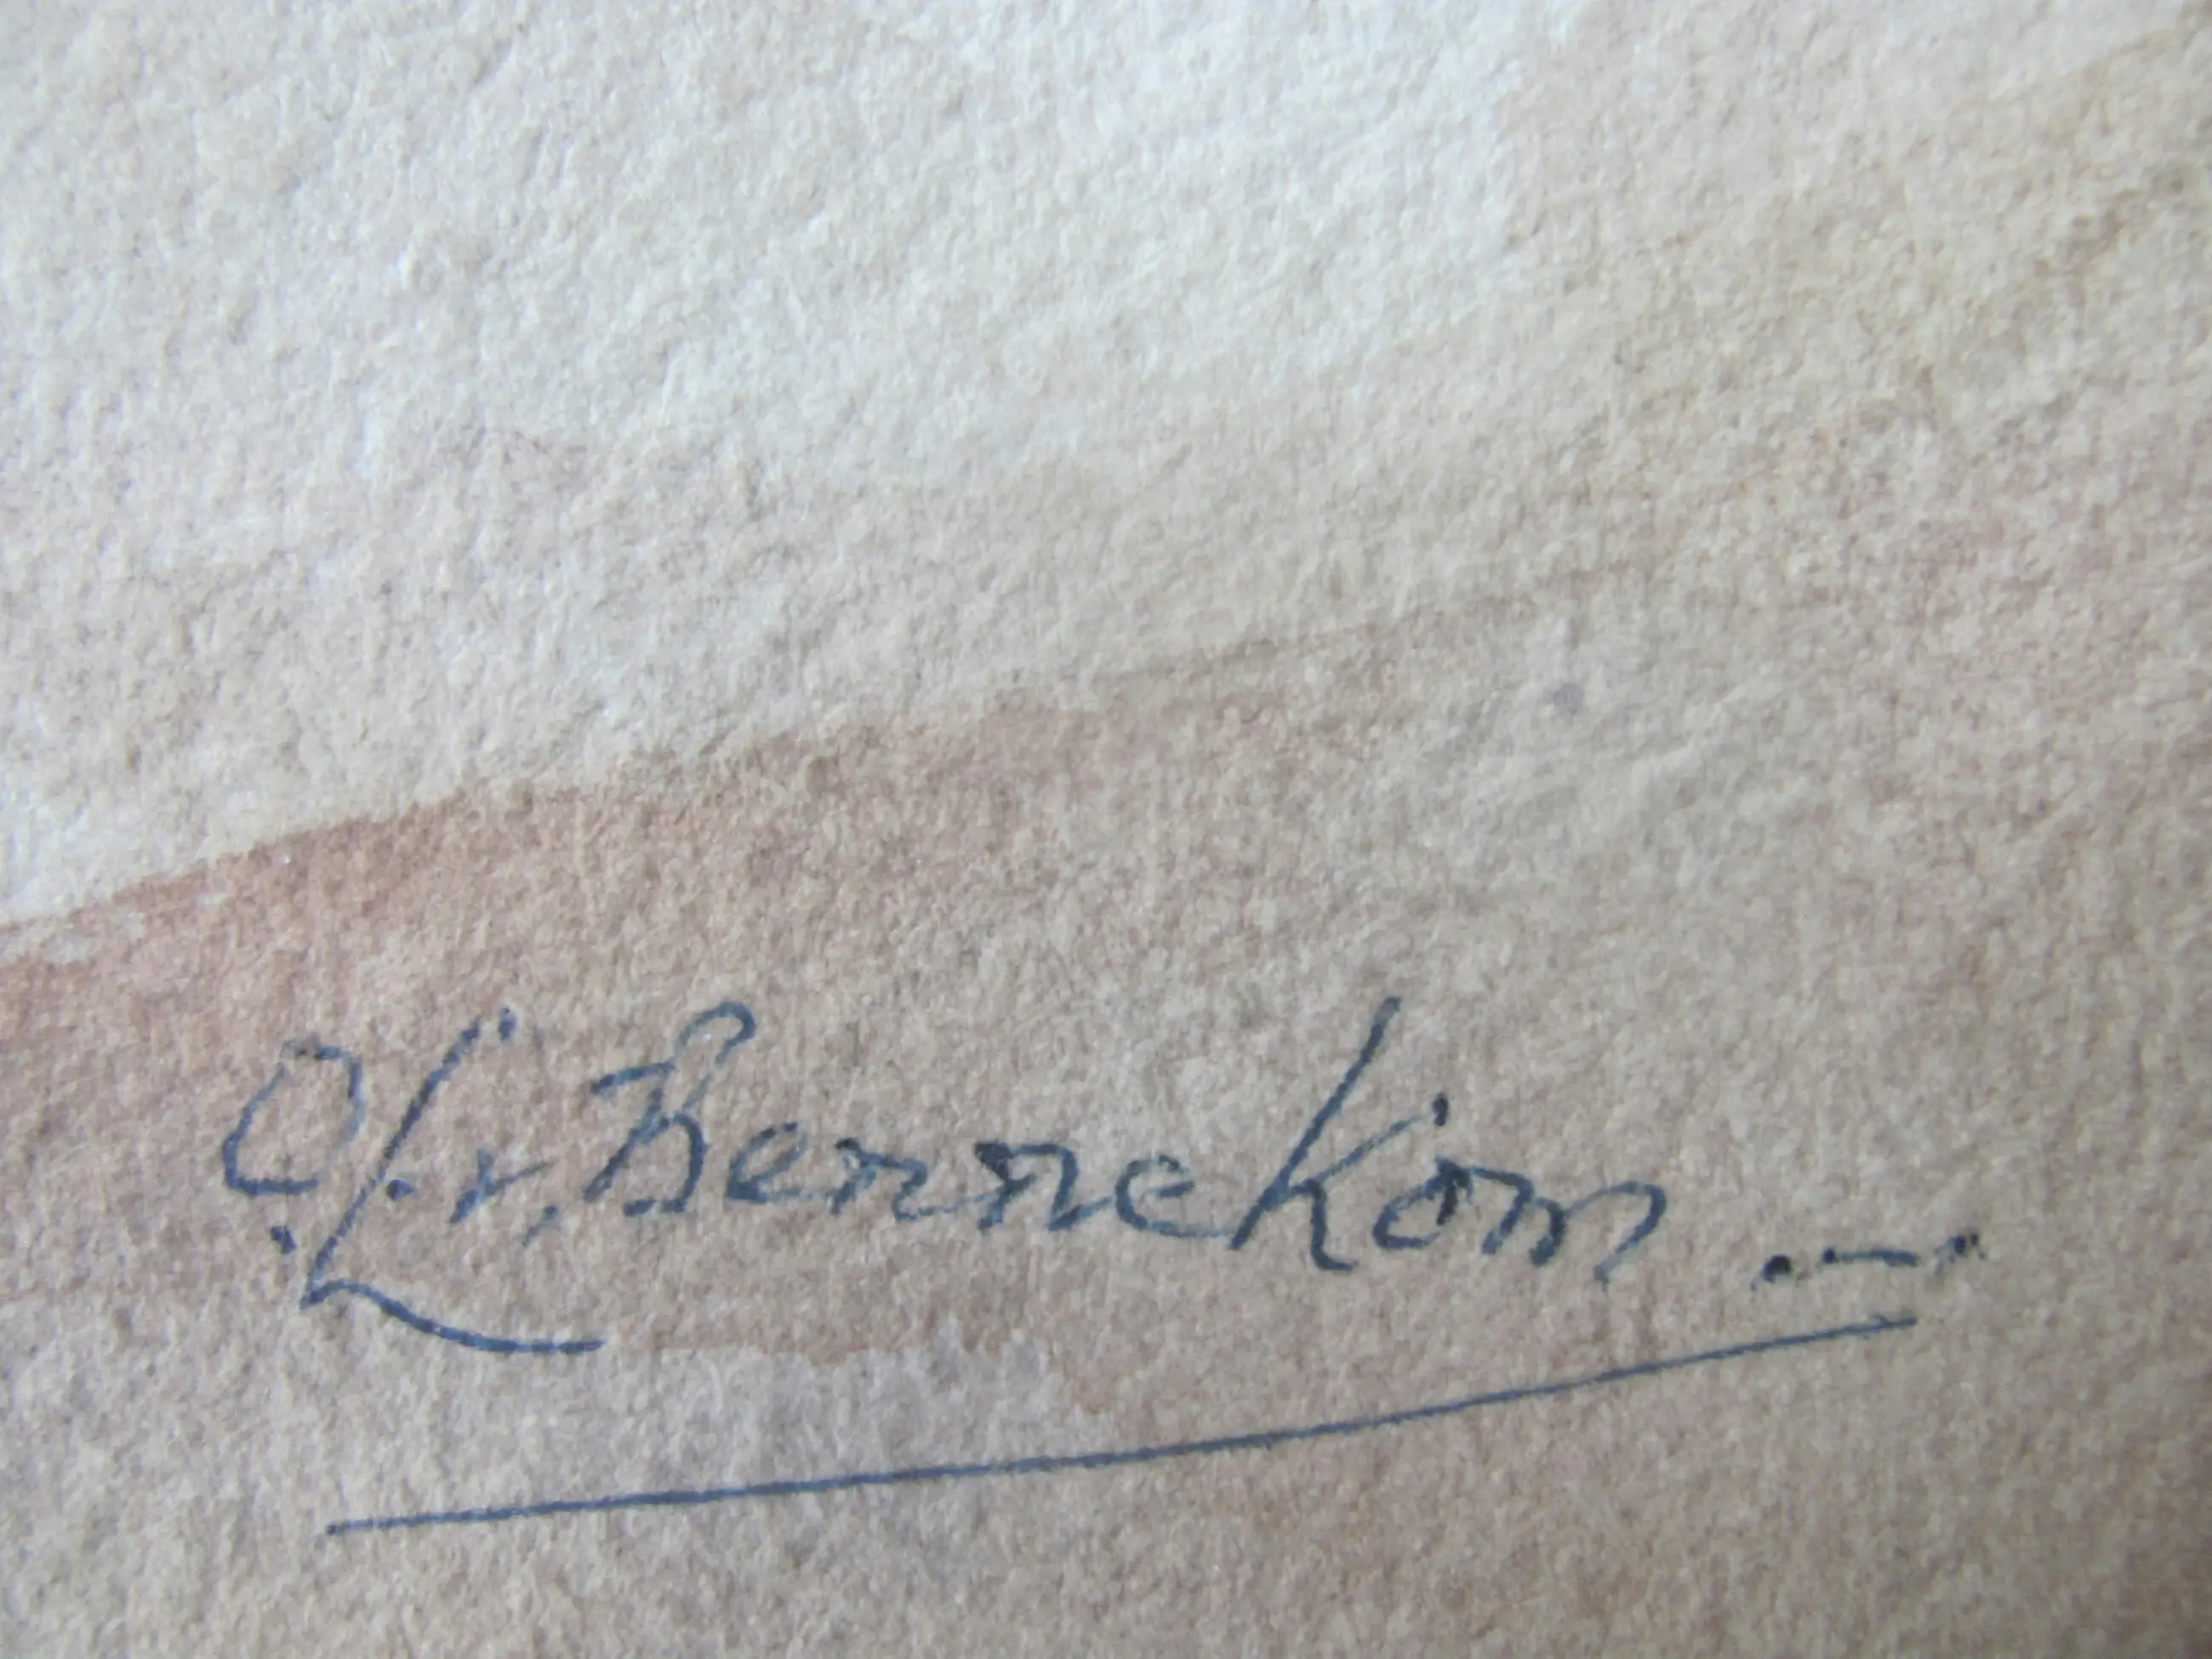 O.L. v. Bennekom .—.